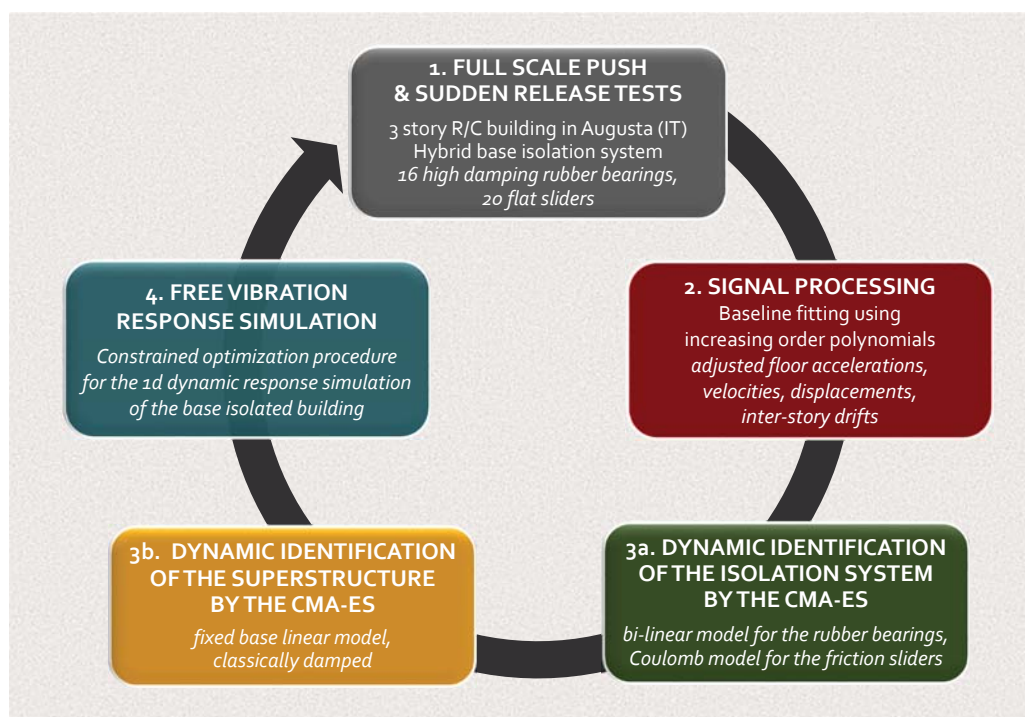 1. FULL SCALE PUSH
& SUDDEN RELEASE TESTS
3 story R/C building in Augusta (IT)
Hybrid base isolation system
16 high damping rubber bearings,
20 flat sliders
2. SIGNAL PROCESSING
Baseline fitting using
increasing order polynomials
adjusted floor accelerations,
velocities, displacements,
inter-story drifts
3a. DYNAMIC IDENTIFICATION
OF THE ISOLATION SYSTEM
BY THE CMA-ES
bi-linear model for the rubber bearings,
Coulomb model for the friction sliders
3b. DYNAMIC IDENTIFICATION
OF THE SUPERSTRUCTURE
BY THE CMA-ES
fixed base linear model,
classically damped
4. FREE VIBRATION
RESPONSE SIMULATION
Constrained optimization procedure
for the 1d dynamic response simulation
of the base isolated building